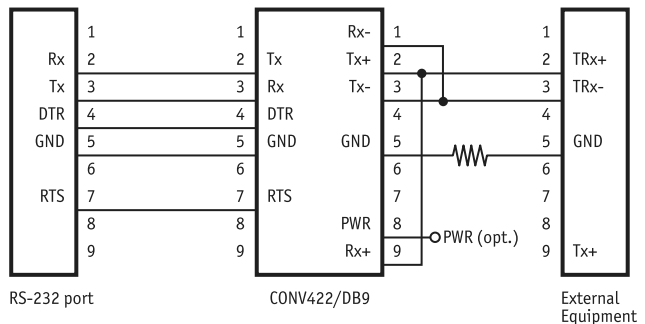 1 1 Rx- 1 1
Rx 2 2 Tx Tx+ 2 2 TRx+
Tx 3 3 Rx Tx- 3 3 TRx-
DTR 4 4 DTR 4 4
GND 5 5 GND GND 5 5 GND
6 6 6 6
RTS 7 7 RTS 7 7
8 8 PWR 8 PWR (opt.) 8
9 9 Rx+ 9 9 Tx+
RS-232 port CONV422/DB9 External
Equipment